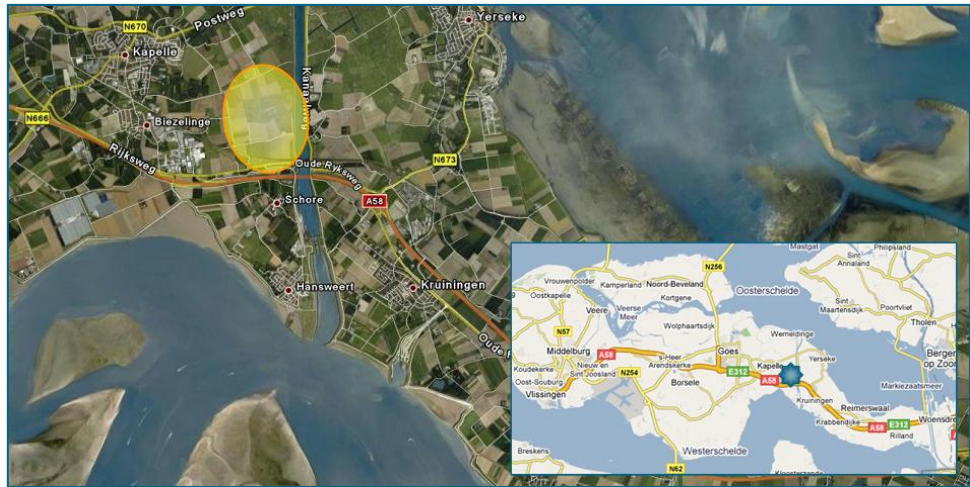 N670
Postweg
Yerseke
Kapelle
Kanaalweg
N666
Biezelinge
Rijksweg
Oude Rijksweg
N673
A58
Schore
Hansweert
Kruiningen
Oude R
Mastgat
Philipsland
Sint
Annaland
N256
Oosterschelde
Vrouwenpolder
Kamperland
Noord-Beveland
Oostkapelle
Veerse
Meer
Kortgene
Sint
Maartensdijk
Poortvliet
Veere
Wolphaartsdijk
Wemeldinge
Tholen
N57
Goes
Yerseke
Bergen
op Zoom
Middelburg
A58
's-Heer
Arendskerke
Kapelle
E312
A58
Koudekerke
Nieuw en
Sint Joosland
N254
Borsele
Markiezaatsmeer
Oost-Souburg
Vlissingen
Kruiningen
Reimerswaal
Krabbendijke
E312
Woensdre
A58
Rilland
Breskens
Westerschelde
N62
Kloosterzande